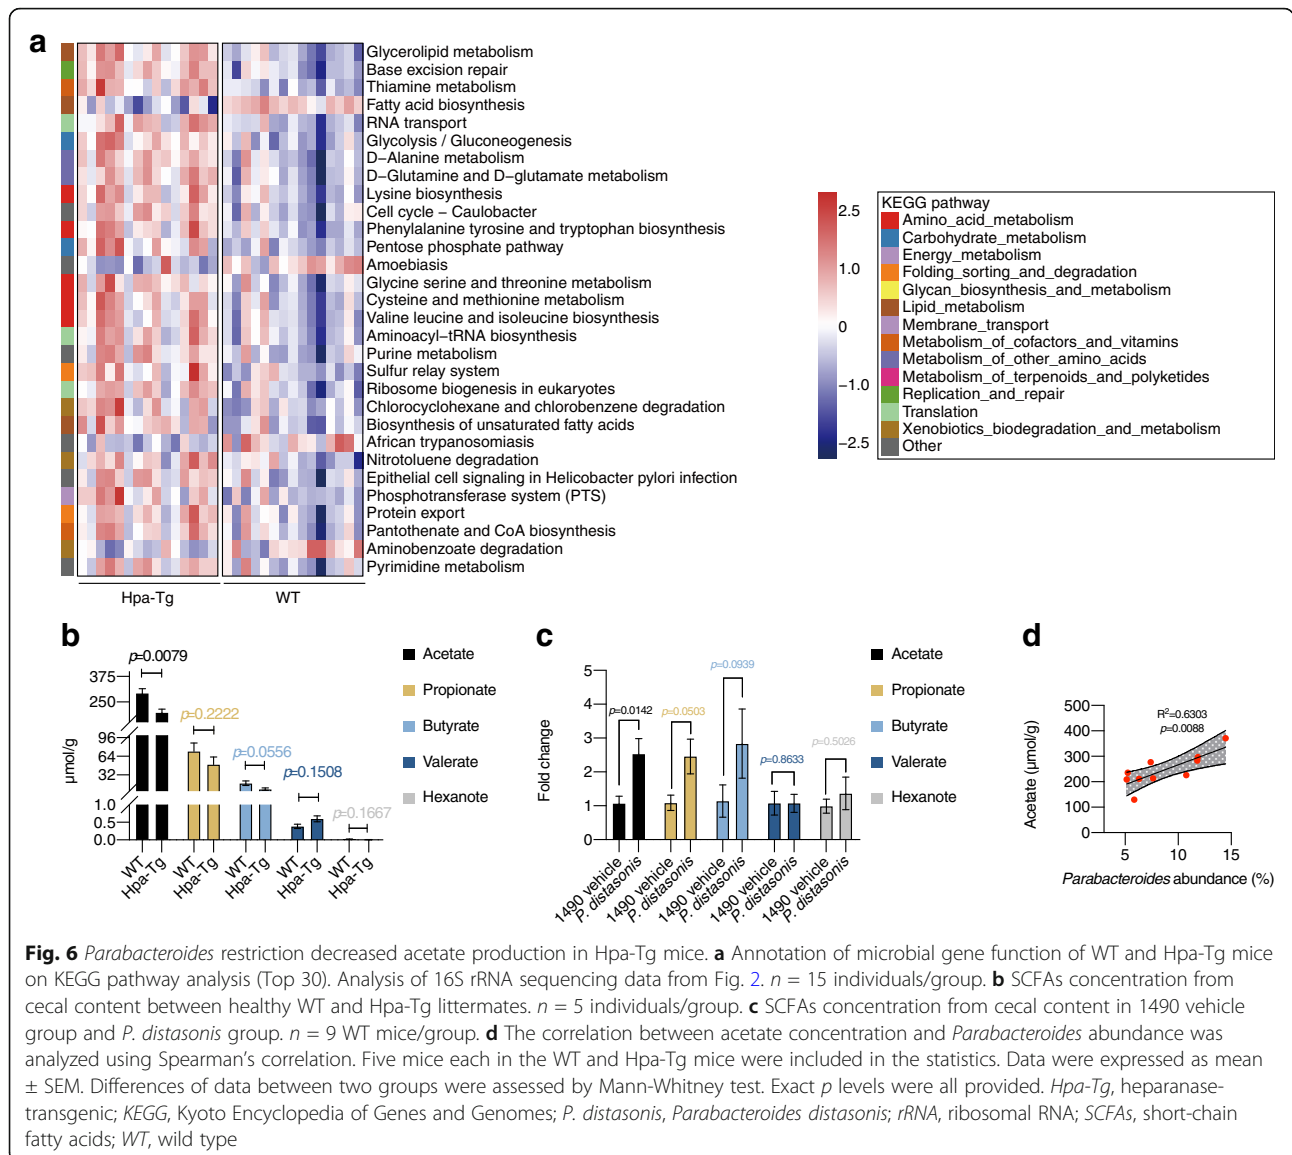 a
Glycerolipid metabolism
Base excision repair
Thiamine metabolism
Fatty acid biosynthesis
RNA transport
Glycolysis / Gluconeogenesis
D−Alanine metabolism
D−Glutamine and D−glutamate metabolism
Lysine biosynthesis
Cell cycle − Caulobacter
Phenylalanine tyrosine and tryptophan biosynthesis
Pentose phosphate pathway
Amoebiasis
Glycine serine and threonine metabolism
Cysteine and methionine metabolism
Valine leucine and isoleucine biosynthesis
Aminoacyl−tRNA biosynthesis
Purine metabolism
Sulfur relay system
Ribosome biogenesis in eukaryotes
Chlorocyclohexane and chlorobenzene degradation
Biosynthesis of unsaturated fatty acids
African trypanosomiasis
Nitrotoluene degradation
Epithelial cell signaling in Helicobacter pylori infection
Phosphotransferase system (PTS)
Protein export
Pantothenate and CoA biosynthesis
Aminobenzoate degradation
Pyrimidine metabolism
Hpa-Tg
WT
2.5
1.0
0
−1.0
−2.5
KEGG pathway
Amino_acid_metabolism
Carbohydrate_metabolism
Energy_metabolism
Folding_sorting_and_degradation
Glycan_biosynthesis_and_metabolism
Lipid_metabolism
Membrane_transport
Metabolism_of_cofactors_and_vitamins
Metabolism_of_other_amino_acids
Metabolism_of_terpenoids_and_polyketides
Replication_and_repair
Translation
Xenobiotics_biodegradation_and_metabolism
Other
b
µmol/g
375
250
96
64
32
1.0
0.5
0.0
p=0.0079
p=0.2222
p=0.0556
p=0.1508
p=0.1667
WT
Hpa-Tg
WT
Hpa-Tg
WT
Hpa-Tg
WT
Hpa-Tg
WT
Hpa-Tg
Acetate
Propionate
Butyrate
Valerate
Hexanote
c
Fold change
5
4
3
2
1
0
p=0.0142
p=0.0503
p=0.0939
p=0.8633
p=0.5026
1490 vehicle
P. distasonis
1490 vehicle
P. distasonis
1490 vehicle
P. distasonis
1490 vehicle
P. distasonis
1490 vehicle
P. distasonis
Acetate
Propionate
Butyrate
Valerate
Hexanote
d
Acetate (µmol/g)
500
400
300
200
100
0
R²=0.6303
p=0.0088
5
10
15
Parabacteroides abundance (%)
Fig. 6 Parabacteroides restriction decreased acetate production in Hpa-Tg mice. a Annotation of microbial gene function of WT and Hpa-Tg mice
on KEGG pathway analysis (Top 30). Analysis of 16S rRNA sequencing data from Fig. 2. n = 15 individuals/group. b SCFAs concentration from
cecal content between healthy WT and Hpa-Tg littermates. n = 5 individuals/group. c SCFAs concentration from cecal content in 1490 vehicle
group and P. distasonis group. n = 9 WT mice/group. d The correlation between acetate concentration and Parabacteroides abundance was
analyzed using Spearman's correlation. Five mice each in the WT and Hpa-Tg mice were included in the statistics. Data were expressed as mean
± SEM. Differences of data between two groups were assessed by Mann-Whitney test. Exact p levels were all provided. Hpa-Tg, heparanase-
transgenic; KEGG, Kyoto Encyclopedia of Genes and Genomes; P. distasonis, Parabacteroides distasonis; rRNA, ribosomal RNA; SCFAs, short-chain
fatty acids; WT, wild type